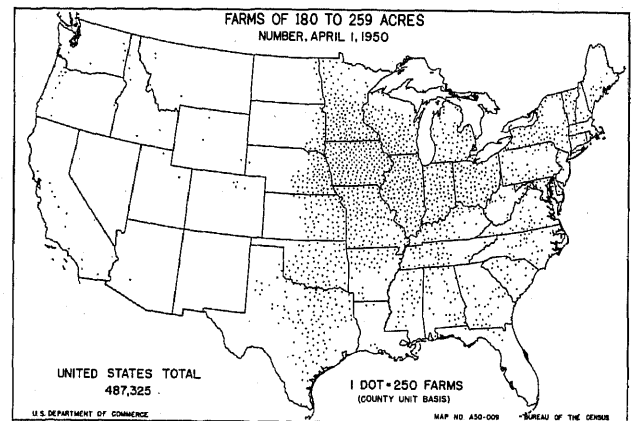 FARMS OF 180 TO 259 ACRES
NUMBER, APRIL 1, 1950
UNITED STATES TOTAL
487,325
1 DOT = 250 FARMS
(COUNTY UNIT BASIS)
U.S. DEPARTMENT OF COMMERCE
MAP NO. A50-009
BUREAU OF THE CENSUS